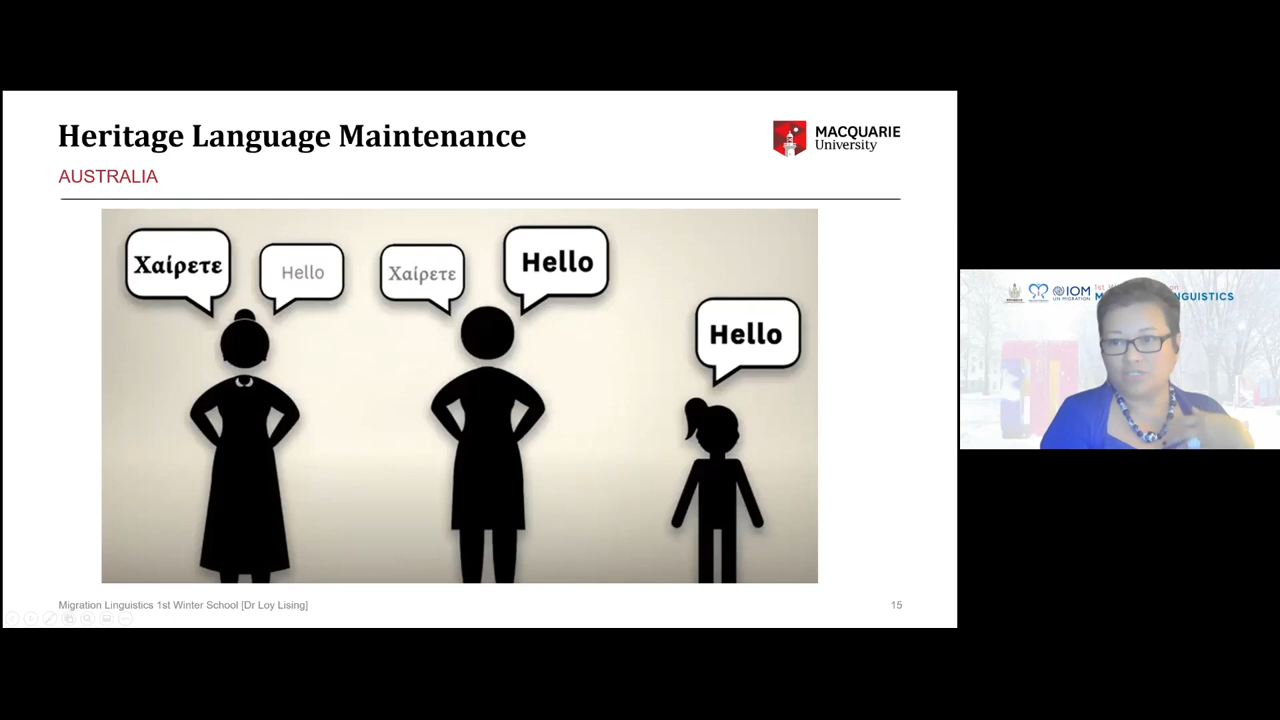 Heritage Language Maintenance
AUSTRALIA
MACQUARIE
University
Χαίρετε
Hello
Χαίρετε
Hello
Hello
Migration Linguistics 1st Winter School [Dr Loy Lising]
15
IOM
UN MIGRATION
1st